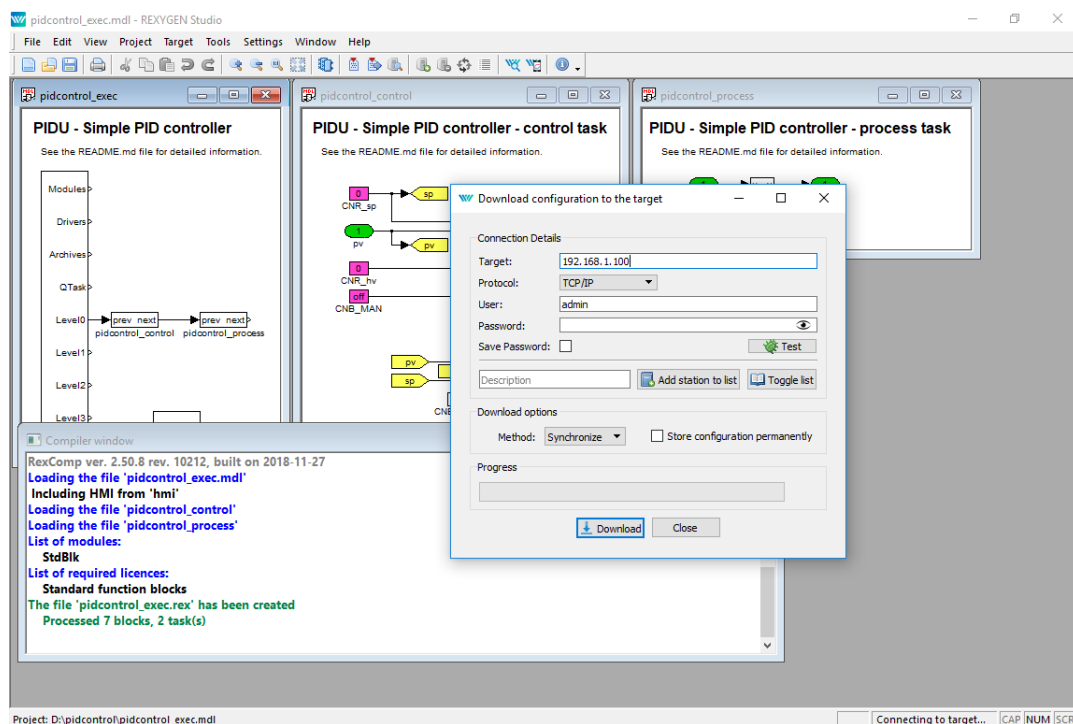 pidcontrol_exec.mdl - REXYGEN Studio
File Edit View Project Target Tools Settings Window Help
pidcontrol_exec
PIDU - Simple PID controller
See the README.md file for detailed information.
Modules
Drivers
Archives
QTask
Level0
prev next
prev next
pidcontrol_control
pidcontrol_process
Level1
Level2
Level3
pidcontrol_control
PIDU - Simple PID controller - control task
See the README.md file for detailed information.
0
sp
CNR_sp
1
pv
pv
0
CNR_hv
off
CNB_MAN
pv
sp
pidcontrol_process
PIDU - Simple PID controller - process task
See the README.md file for detailed information.
Download configuration to the target
Connection Details
Target: 192.168.1.100
Protocol: TCP/IP
User: admin
Password:
Save Password:
Test
Description
Add station to list
Toggle list
Download options
Method: Synchronize
Store configuration permanently
Progress
Download
Close
Compiler window
RexComp ver. 2.50.8 rev. 10212, built on 2018-11-27
Loading the file 'pidcontrol_exec.mdl'
Including HMI from 'hmi'
Loading the file 'pidcontrol_control'
Loading the file 'pidcontrol_process'
List of modules:
StdBlk
List of required licences:
Standard function blocks
The file 'pidcontrol_exec.rex' has been created
Processed 7 blocks, 2 task(s)
Project: D:\pidcontrol\pidcontrol_exec.mdl
Connecting to target...
CAP NUM SCR